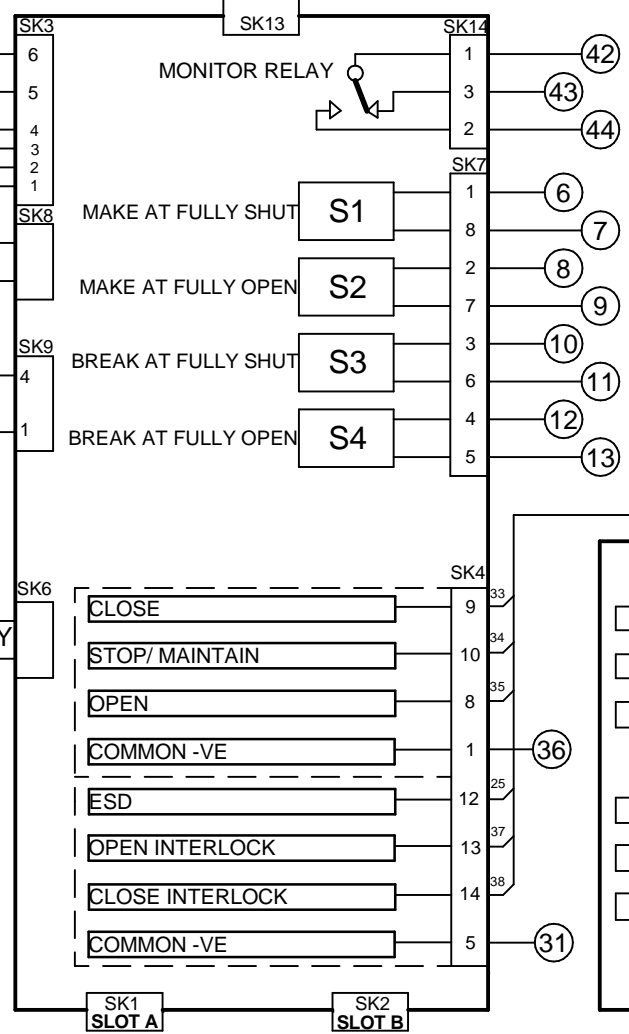 SK3
SK13
SK14
6
MONITOR RELAY
1
42
5
3
43
4
2
44
3
2
1
SK7
SK8
MAKE AT FULLY SHUT
S1
1
6
8
7
MAKE AT FULLY OPEN
S2
2
8
7
9
SK9
BREAK AT FULLY SHUT
S3
3
10
4
6
11
1
BREAK AT FULLY OPEN
S4
4
12
5
13
SK4
SK6
CLOSE
9
33
Y
STOP/ MAINTAIN
10
34
OPEN
8
35
COMMON -VE
1
36
ESD
12
25
OPEN INTERLOCK
13
37
CLOSE INTERLOCK
14
38
COMMON -VE
5
31
SK1
SLOT A
SK2
SLOT B